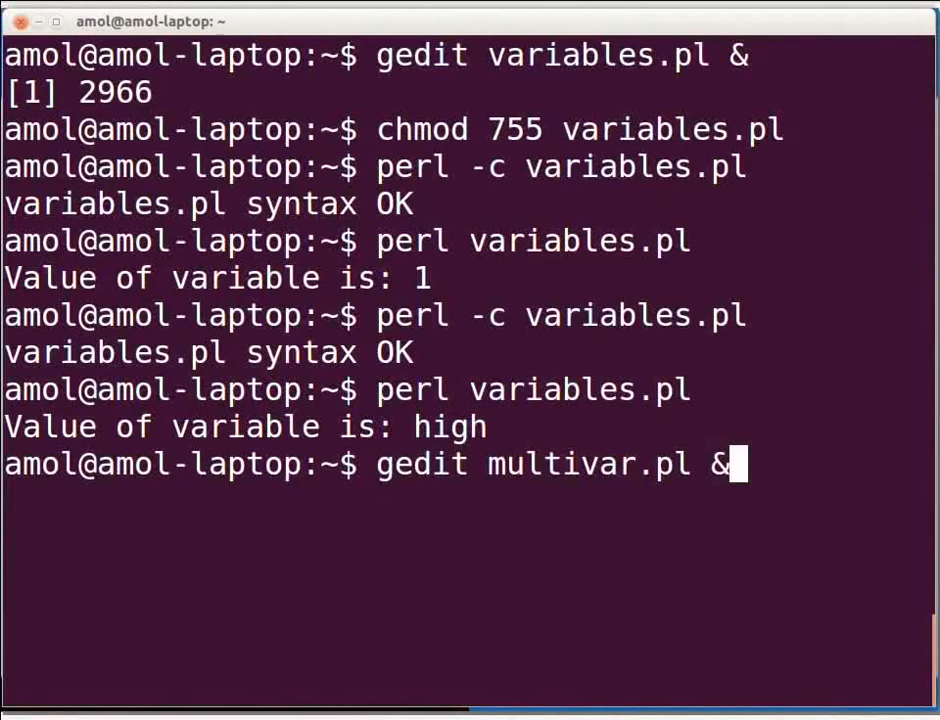 amol@amol-laptop: ~
amol@amol-laptop:~$ gedit variables.pl &
[1] 2966
amol@amol-laptop:~$ chmod 755 variables.pl
amol@amol-laptop:~$ perl -c variables.pl
variables.pl syntax OK
amol@amol-laptop:~$ perl variables.pl
Value of variable is: 1
amol@amol-laptop:~$ perl -c variables.pl
variables.pl syntax OK
amol@amol-laptop:~$ perl variables.pl
Value of variable is: high
amol@amol-laptop:~$ gedit multivar.pl &